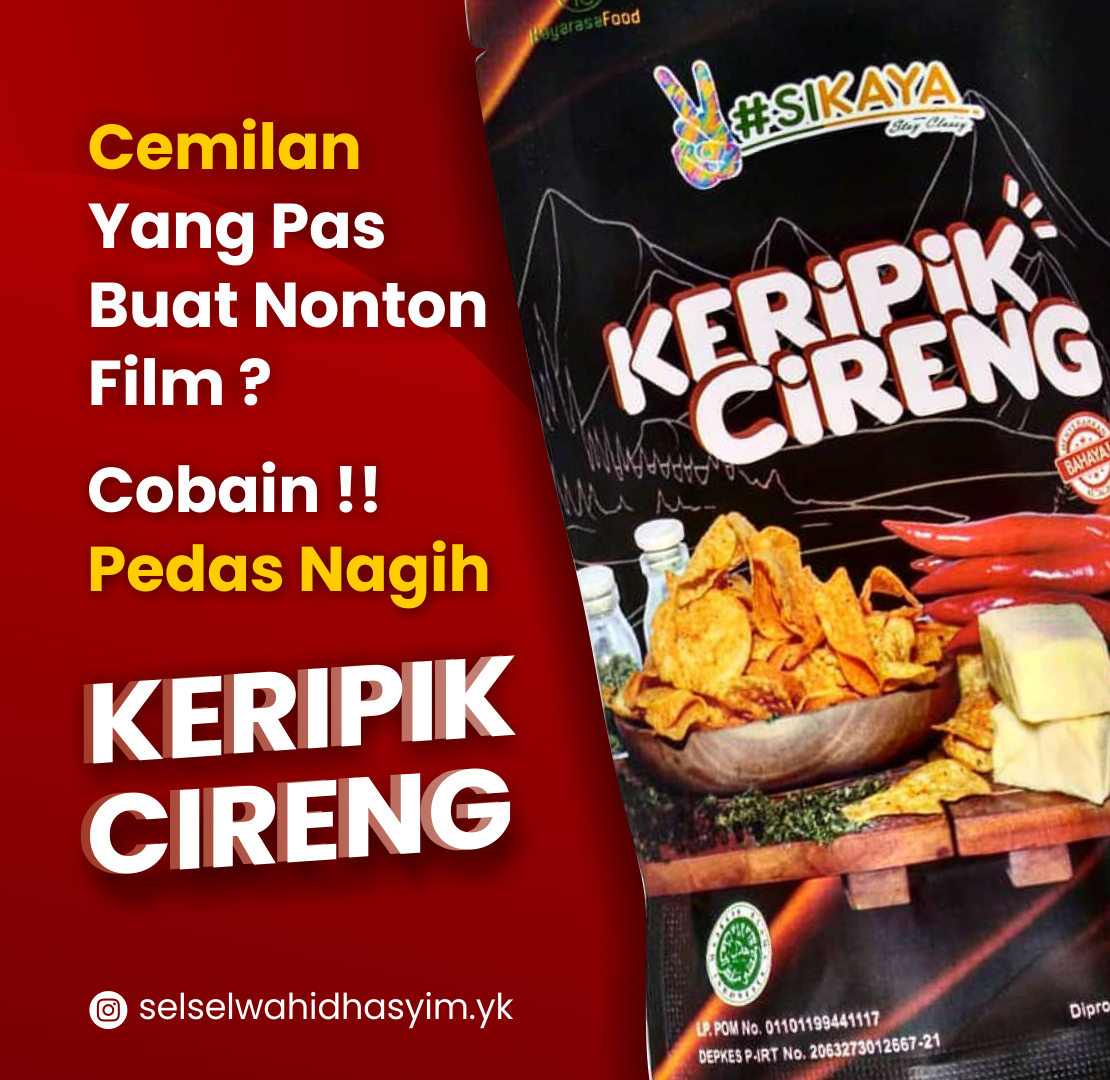 Cemilan
Yang Pas
Buat Nonton
Film ?
Cobain !!
Pedas Nagih
KERIPIK
CIRENG
selselwahidhasyim.yk
KayarasaFood
#SIKAYA
Stay Classy
KERiPiK
CiRENG
BAHAYA!
LP. POM No. 01101199441117
DEPKES P-IRT No. 2063273012667-21
Dipro